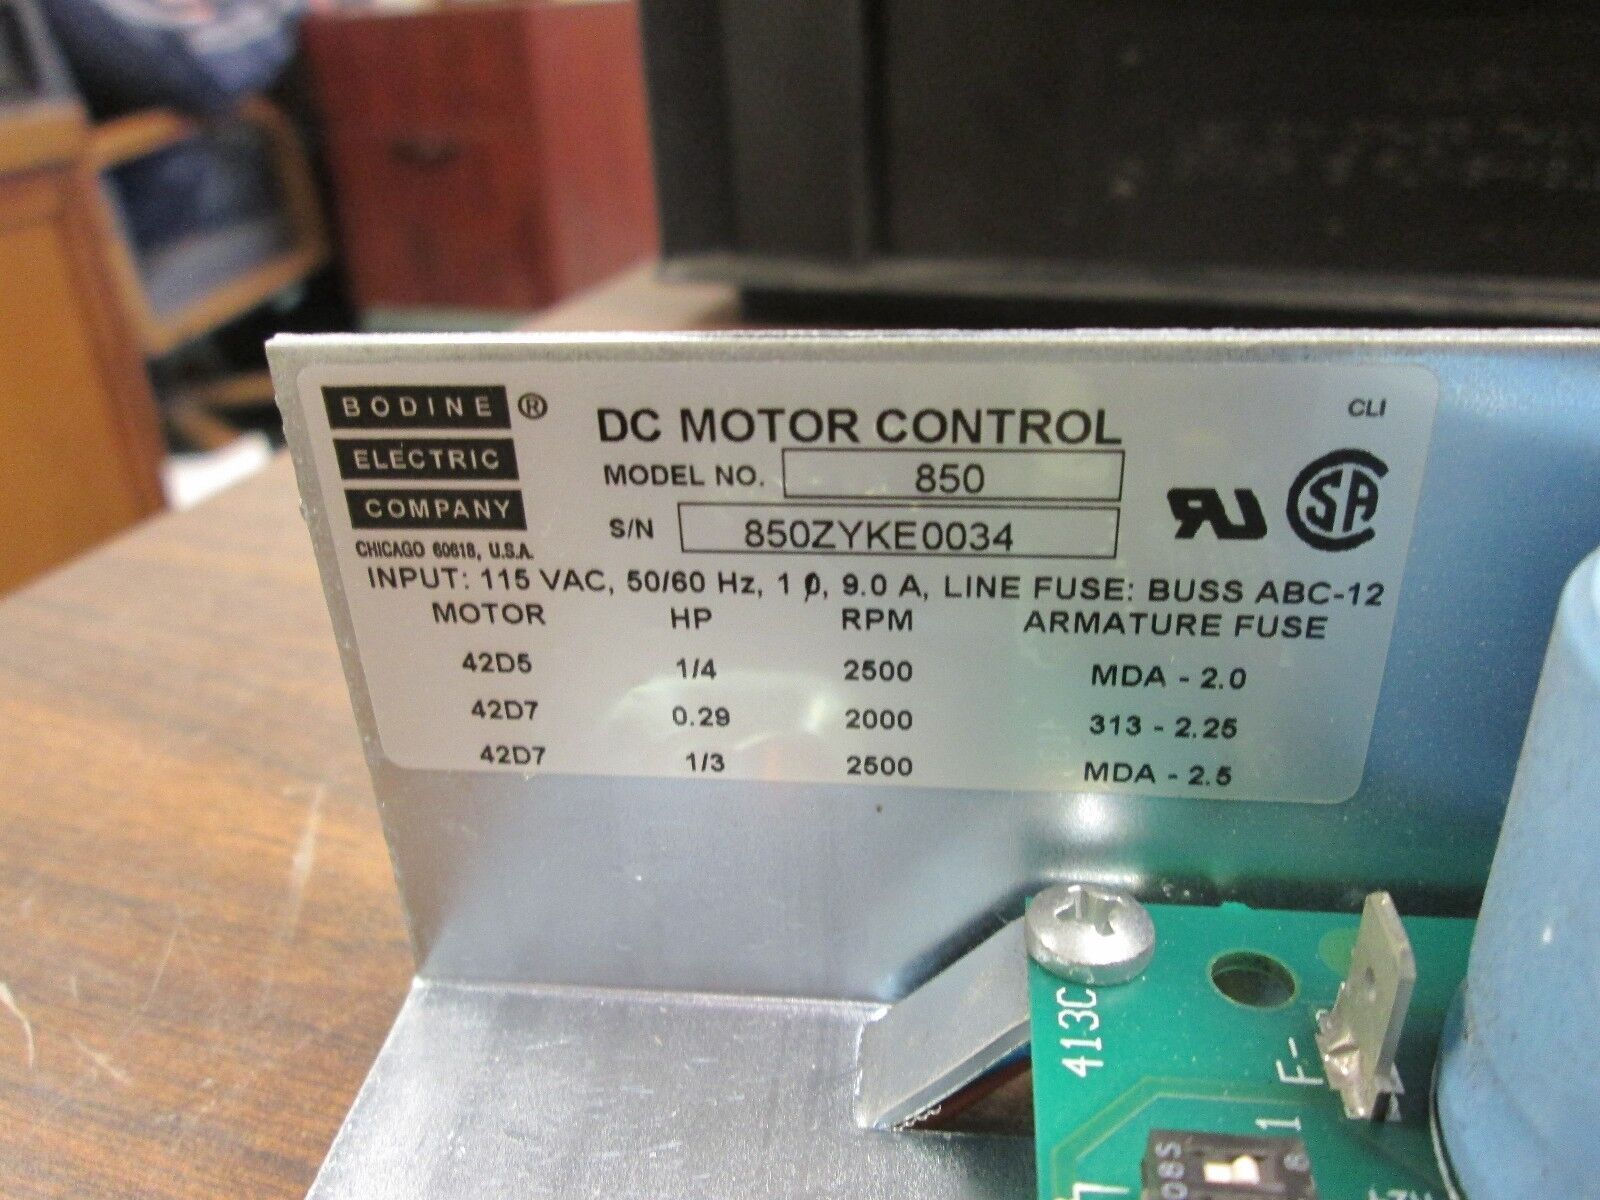 BODINE ®
ELECTRIC
COMPANY
CHICAGO 60618, U.S.A.
DC MOTOR CONTROL
CLI
MODEL NO. 850
S/N 850ZYKE0034
INPUT: 115 VAC, 50/60 Hz, 1 Ø, 9.0 A, LINE FUSE: BUSS ABC-12
MOTOR HP RPM ARMATURE FUSE
42D5 1/4 2500 MDA - 2.0
42D7 0.29 2000 313 - 2.25
42D7 1/3 2500 MDA - 2.5
413C
F-
1